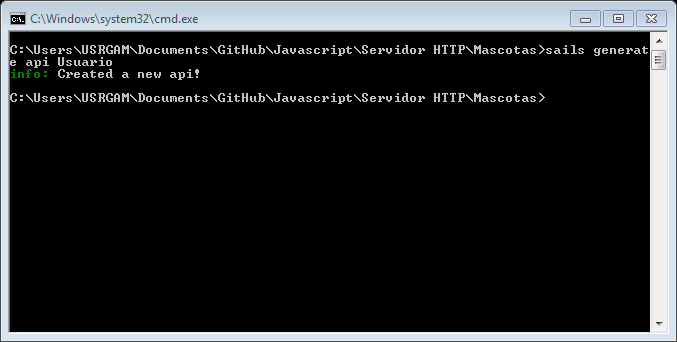 C:\Windows\system32\cmd.exe
C:\Users\USRGAM\Documents\GitHub\Javascript\Servidor HTTP\Mascotas>sails generat
e api Usuario
info: Created a new api!
C:\Users\USRGAM\Documents\GitHub\Javascript\Servidor HTTP\Mascotas>